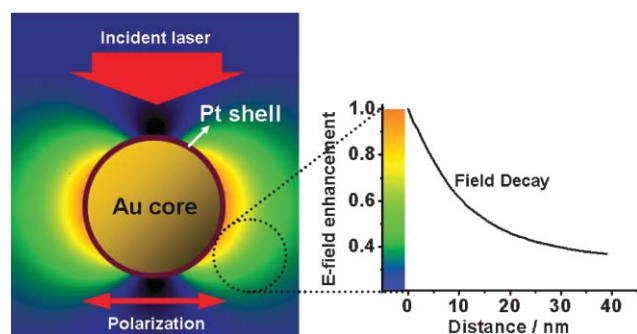 Incident laser
Pt shell
Au core
Polarization
E-field enhancement
1.0
0.8
0.6
0.4
Field Decay
0 10 20 30 40
Distance / nm